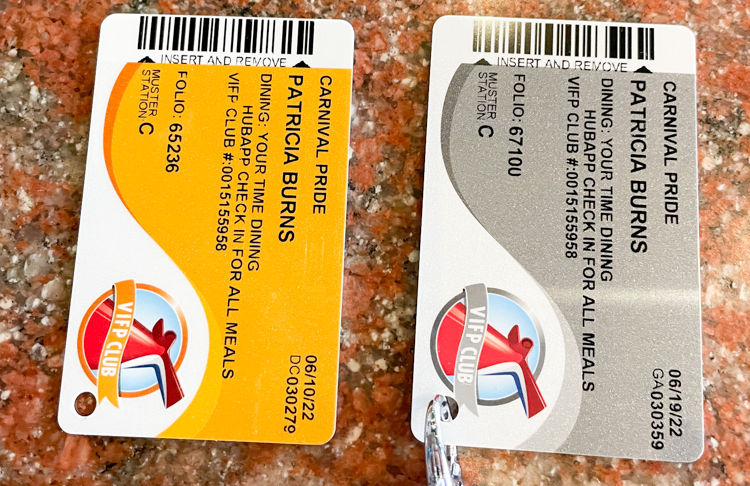 INSERT AND REMOVE
CARNIVAL PRIDE
PATRICIA BURNS
DINING: YOUR TIME DINING
HUBAPP CHECK IN FOR ALL MEALS
VIFP CLUB #:0015155958
FOLIO: 65236
MUSTER
STATION C
06/10/22
DC030279
VIFP CLUB
INSERT AND REMOVE
CARNIVAL PRIDE
PATRICIA BURNS
DINING: YOUR TIME DINING
HUBAPP CHECK IN FOR ALL MEALS
VIFP CLUB #:0015155958
FOLIO: 67100
MUSTER
STATION C
06/19/22
GA030359
VIFP CLUB